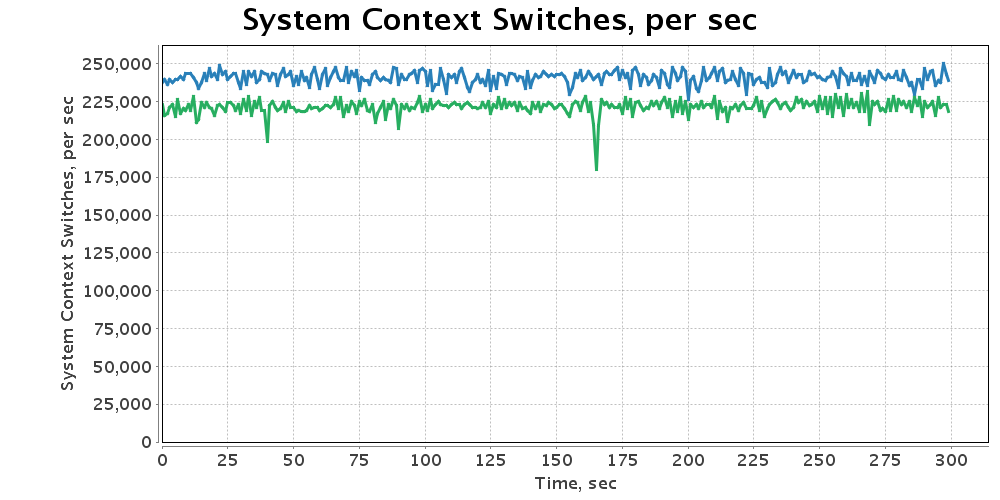 System Context Switches, per sec
System Context Switches, per sec
250,000
225,000
200,000
175,000
150,000
125,000
100,000
75,000
50,000
25,000
0
0 25 50 75 100 125 150 175 200 225 250 275 300
Time, sec